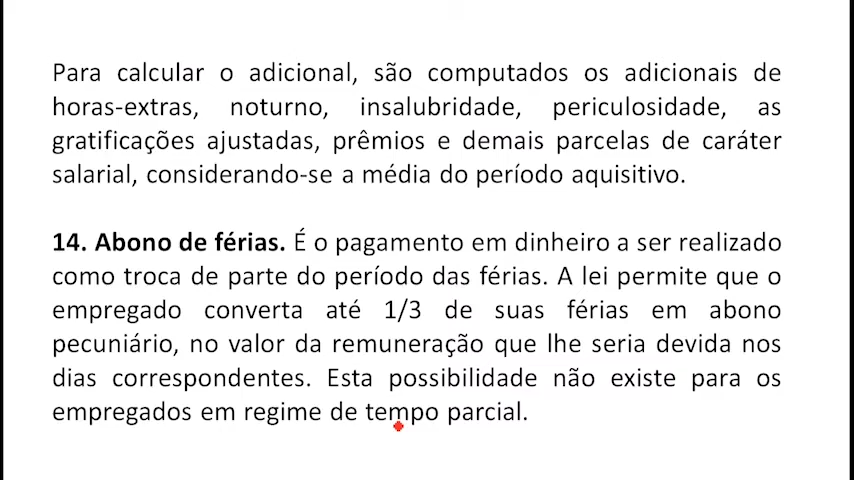 Para calcular o adicional, são computados os adicionais de
horas-extras, noturno, insalubridade, periculosidade, as
gratificações ajustadas, prêmios e demais parcelas de caráter
salarial, considerando-se a média do período aquisitivo.
14. Abono de férias. É o pagamento em dinheiro a ser realizado
como troca de parte do período das férias. A lei permite que o
empregado converta até 1/3 de suas férias em abono
pecuniário, no valor da remuneração que lhe seria devida nos
dias correspondentes. Esta possibilidade não existe para os
empregados em regime de tempo parcial.